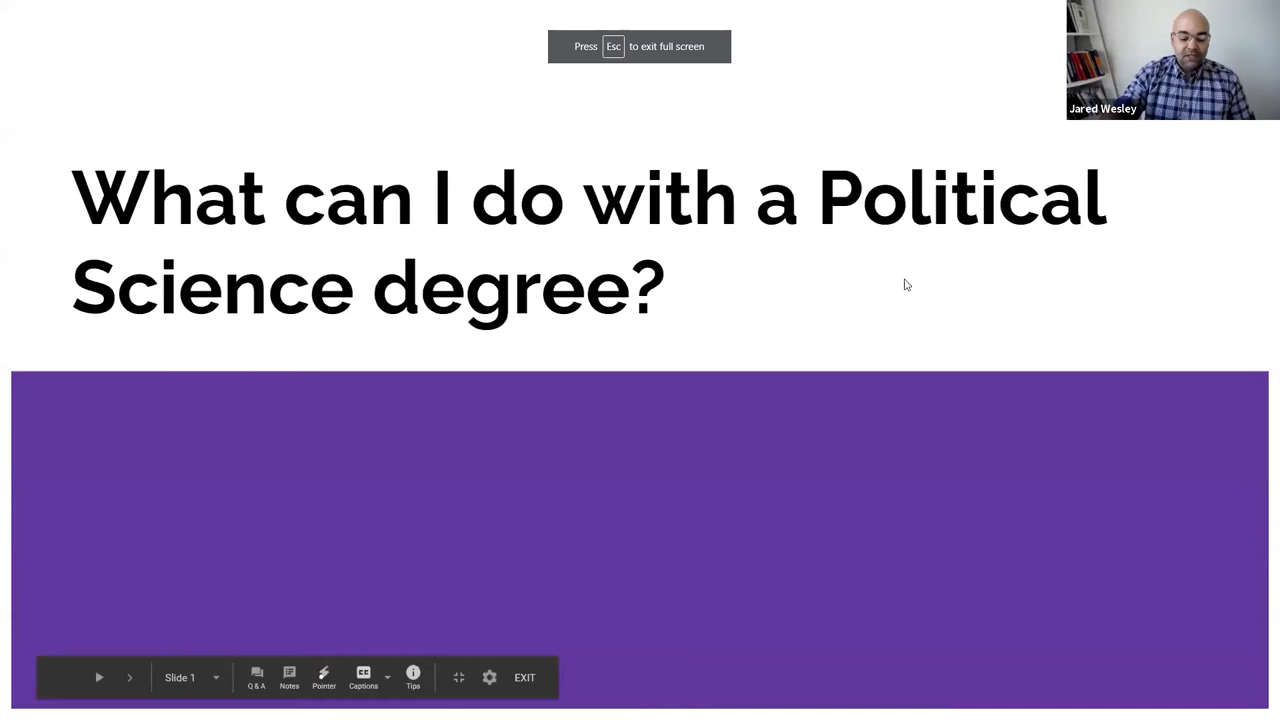 Press Esc to exit full screen
Jared Wesley
What can I do with a Political
Science degree?
Slide 1
Q & A
Notes
Pointer
CC
Captions
Tips
EXIT